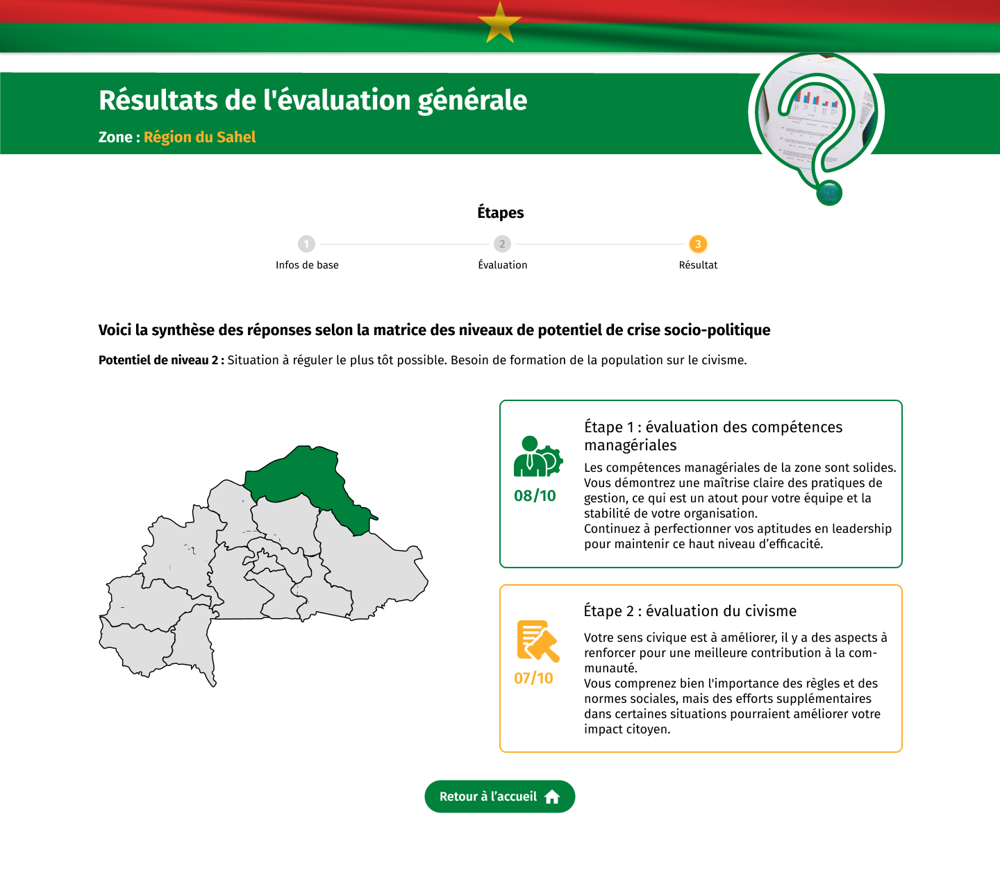 Résultats de l'évaluation générale
Zone : Région du Sahel
Étapes
1
2
3
Infos de base
Évaluation
Résultat
Voici la synthèse des réponses selon la matrice des niveaux de potentiel de crise socio-politique
Potentiel de niveau 2 : Situation à réguler le plus tôt possible. Besoin de formation de la population sur le civisme.
Étape 1 : évaluation des compétences
managériales
08/10
Les compétences managériales de la zone sont solides.
Vous démontrez une maîtrise claire des pratiques de
gestion, ce qui est un atout pour votre équipe et la
stabilité de votre organisation.
Continuez à perfectionner vos aptitudes en leadership
pour maintenir ce haut niveau d’efficacité.
Étape 2 : évaluation du civisme
07/10
Votre sens civique est à améliorer, il y a des aspects à
renforcer pour une meilleure contribution à la com-
munauté.
Vous comprenez bien l'importance des règles et des
normes sociales, mais des efforts supplémentaires
dans certaines situations pourraient améliorer votre
impact citoyen.
Retour à l’accueil